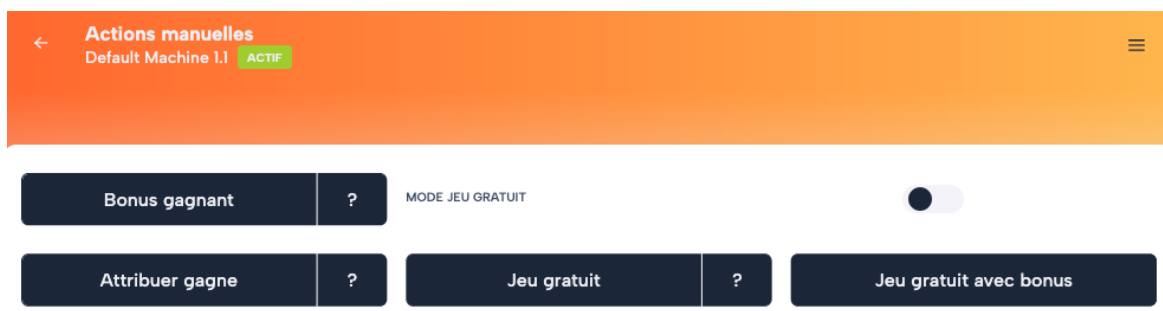 Actions manuelles
Default Machine 1.1 ACTIF
Bonus gagnant ? MODE JEU GRATUIT
Attribuer gagne ? Jeu gratuit ? Jeu gratuit avec bonus